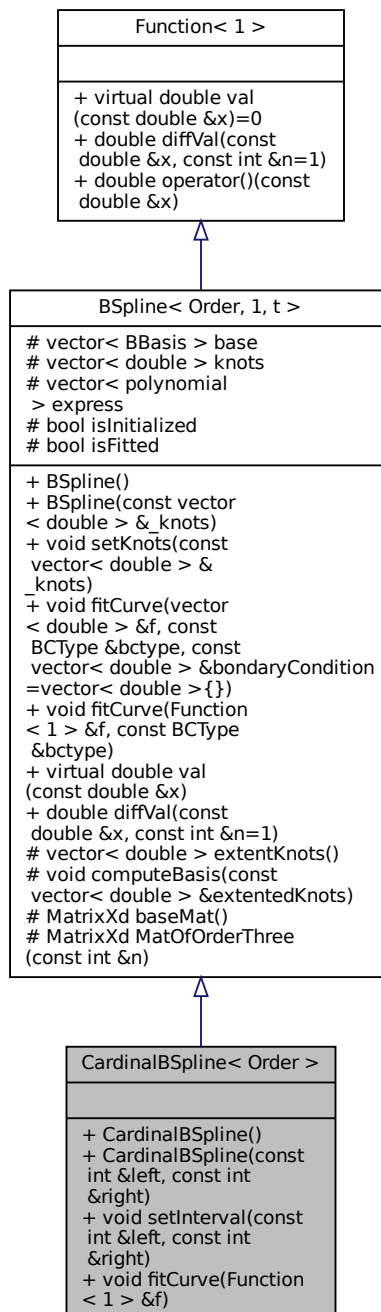 Function< 1 >
+ virtual double val
(const double &x)=0
+ double diffVal(const
double &x, const int &n=1)
+ double operator()(const
double &x)
BSpline< Order, 1, t >
# vector< BBasis > base
# vector< double > knots
# vector< polynomial
> express
# bool isInitialized
# bool isFitted
+ BSpline()
+ BSpline(const vector
< double > &_knots)
+ void setKnots(const
vector< double > &
_knots)
+ void fitCurve(vector
< double > &f, const
BCType &bctype, const
vector< double > &bondaryCondition
=vector< double >{})
+ void fitCurve(Function
< 1 > &f, const BCType
&bctype)
+ virtual double val
(const double &x)
+ double diffVal(const
double &x, const int &n=1)
# vector< double > extentKnots()
# void computeBasis(const
vector< double > &extentedKnots)
# MatrixXd baseMat()
# MatrixXd MatOfOrderThree
(const int &n)
CardinalBSpline< Order >
+ CardinalBSpline()
+ CardinalBSpline(const
int &left, const int
&right)
+ void setInterval(const
int &left, const int
&right)
+ void fitCurve(Function
< 1 > &f)